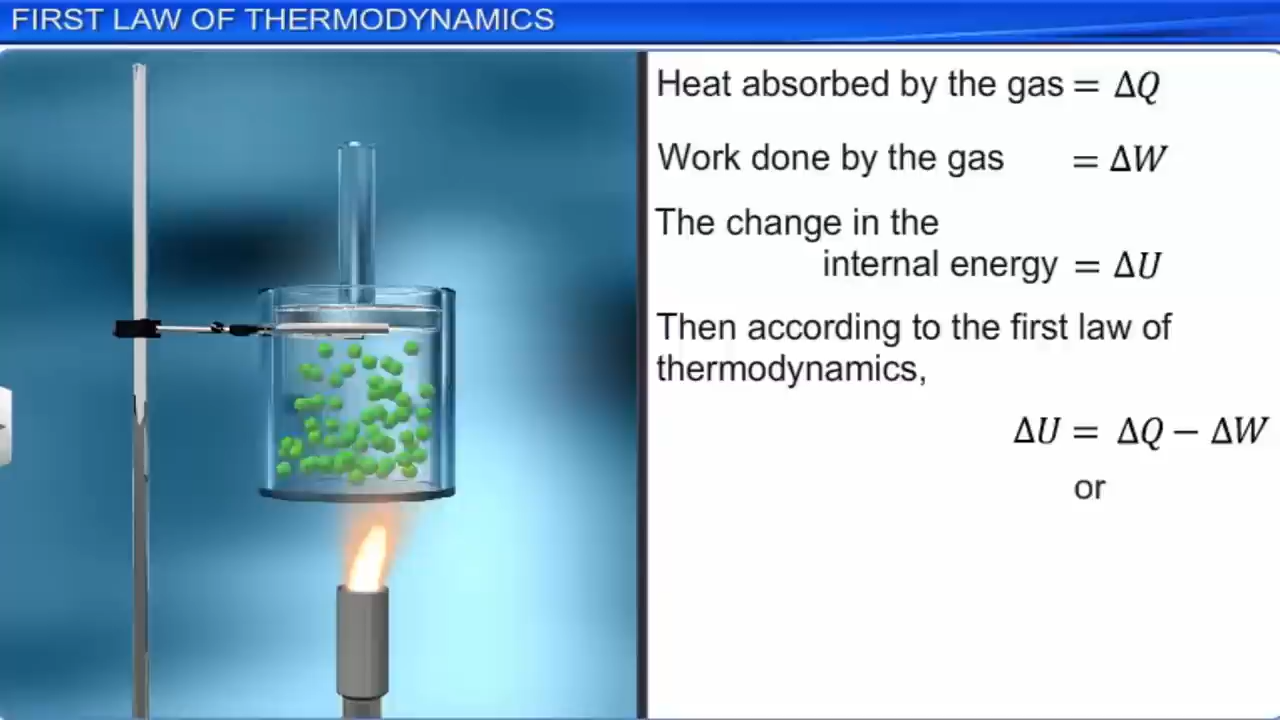 FIRST LAW OF THERMODYNAMICS
Heat absorbed by the gas = ΔQ
Work done by the gas = ΔW
The change in the
internal energy = ΔU
Then according to the first law of
thermodynamics,
ΔU = ΔQ − ΔW
or